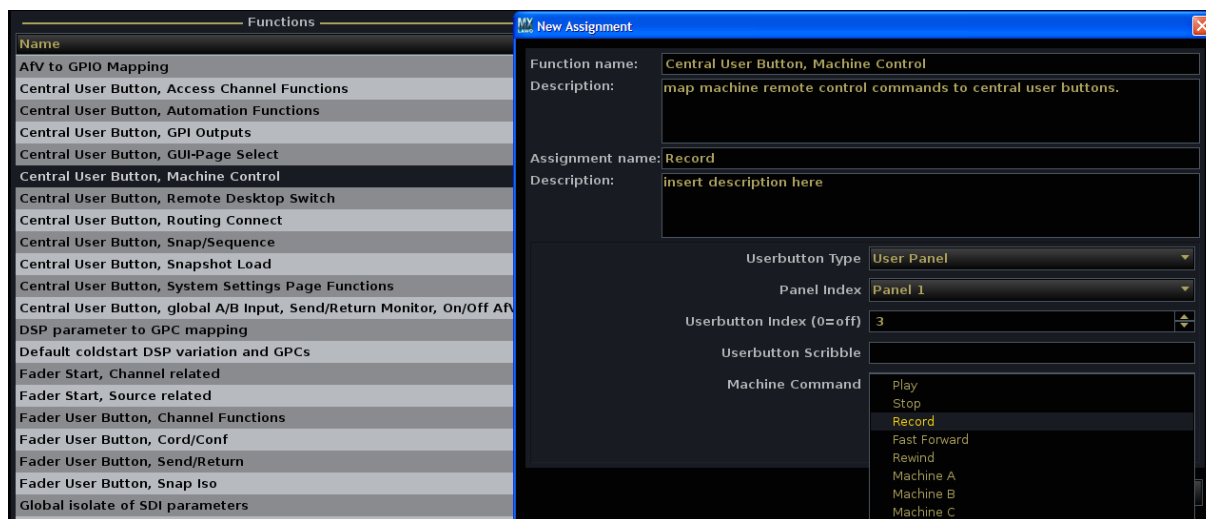 Functions
Name
AfV to GPIO Mapping
Central User Button, Access Channel Functions
Central User Button, Automation Functions
Central User Button, GPI Outputs
Central User Button, GUI-Page Select
Central User Button, Machine Control
Central User Button, Remote Desktop Switch
Central User Button, Routing Connect
Central User Button, Snap/Sequence
Central User Button, Snapshot Load
Central User Button, System Settings Page Functions
Central User Button, global A/B Input, Send/Return Monitor, On/Off AfV
DSP parameter to GPC mapping
Default coldstart DSP variation and GPCs
Fader Start, Channel related
Fader Start, Source related
Fader User Button, Channel Functions
Fader User Button, Cord/Conf
Fader User Button, Send/Return
Fader User Button, Snap Iso
Global isolate of SDI parameters
New Assignment
Function name: Central User Button, Machine Control
Description: map machine remote control commands to central user buttons.
Assignment name: Record
Description: insert description here
Userbutton Type User Panel
Panel Index Panel 1
Userbutton Index (0=off) 3
Userbutton Scribble
Machine Command Play
Stop
Record
Fast Forward
Rewind
Machine A
Machine B
Machine C